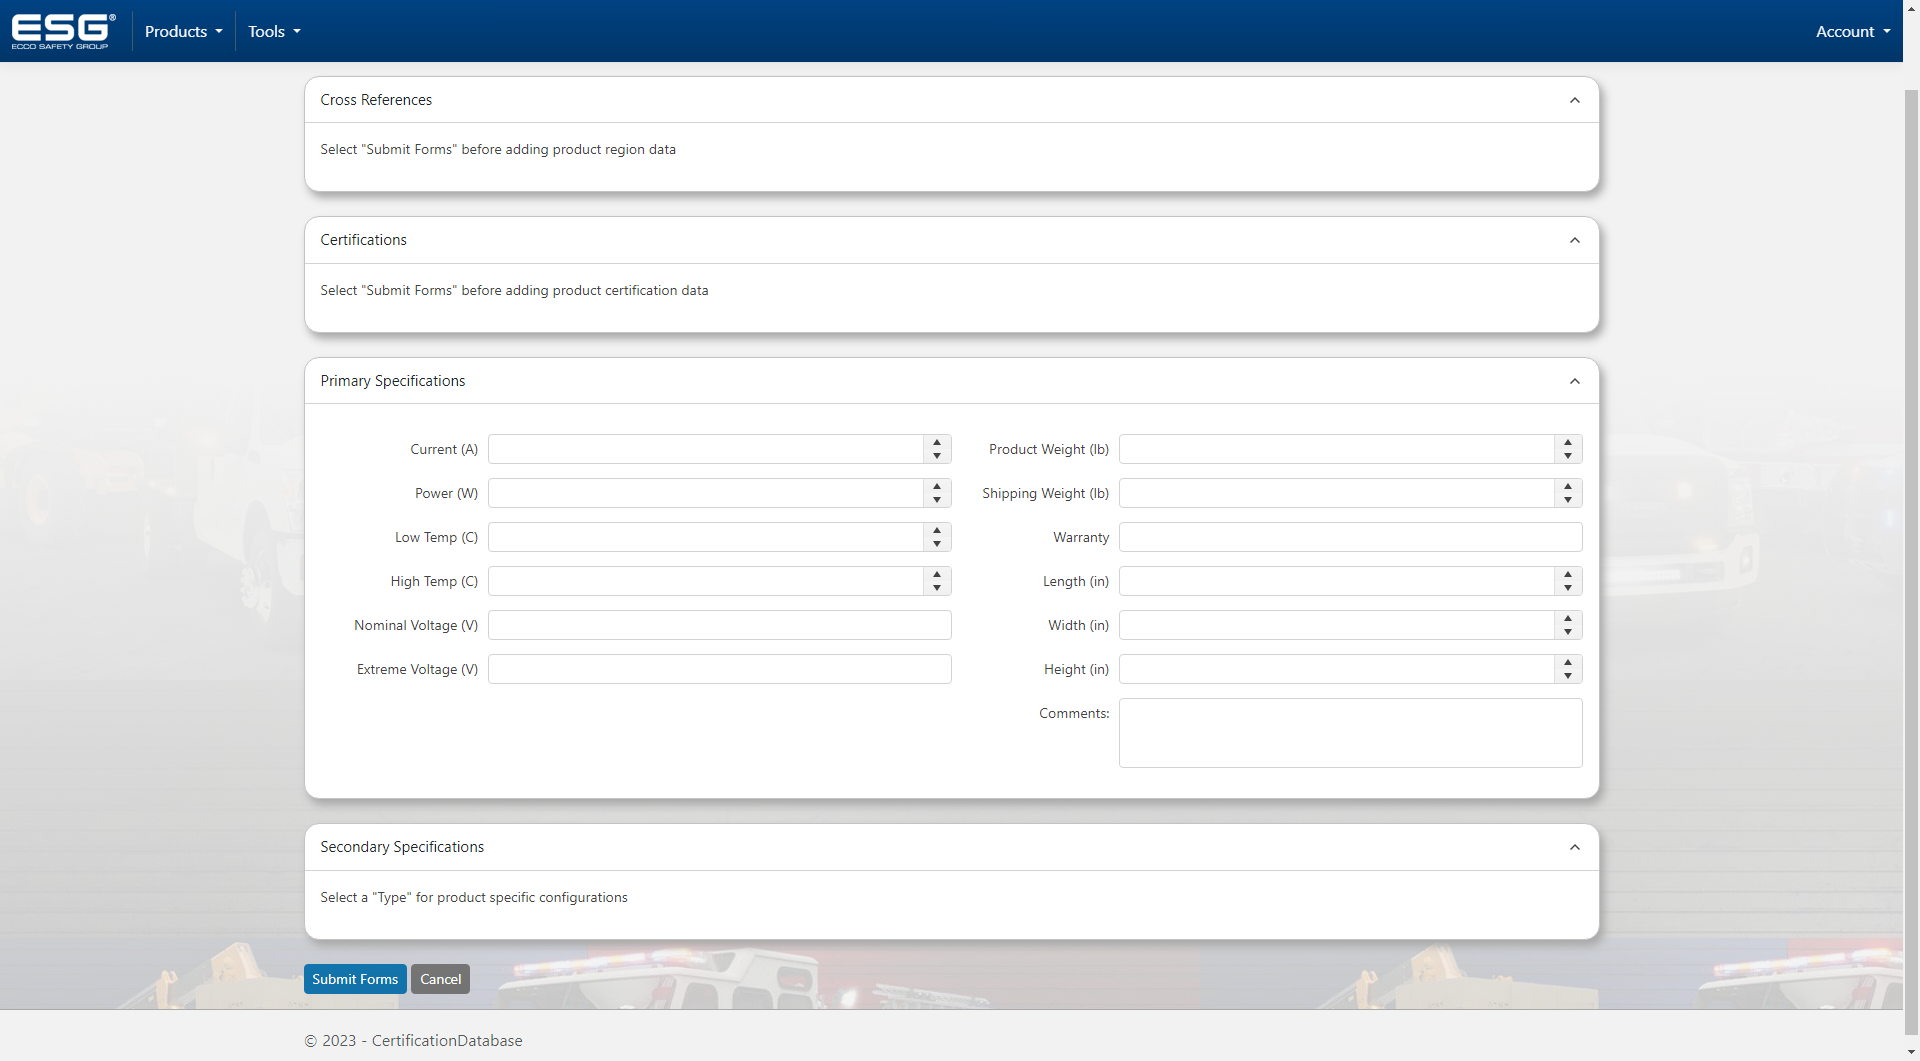 ESG®
ECCO SAFETY GROUP
Products
Tools
Account
Cross References
Select "Submit Forms" before adding product region data
Certifications
Select "Submit Forms" before adding product certification data
Primary Specifications
Current (A)
Power (W)
Low Temp (C)
High Temp (C)
Nominal Voltage (V)
Extreme Voltage (V)
Product Weight (lb)
Shipping Weight (lb)
Warranty
Length (in)
Width (in)
Height (in)
Comments:
Secondary Specifications
Select a "Type" for product specific configurations
Submit Forms
Cancel
© 2023 - CertificationDatabase